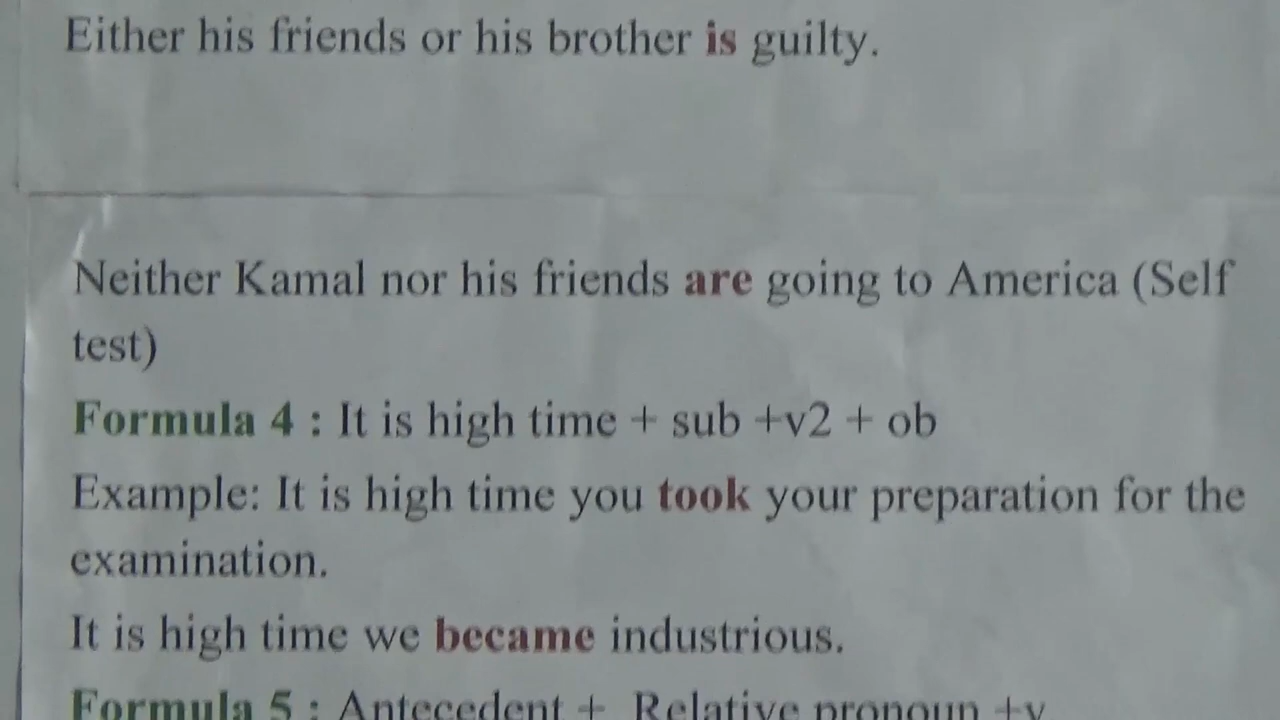 Either his friends or his brother is guilty.
Neither Kamal nor his friends are going to America (Self
test)
Formula 4 : It is high time + sub +v2 + ob
Example: It is high time you took your preparation for the
examination.
It is high time we became industrious.
Formula 5 : Antecedent + Relative pronoun +v